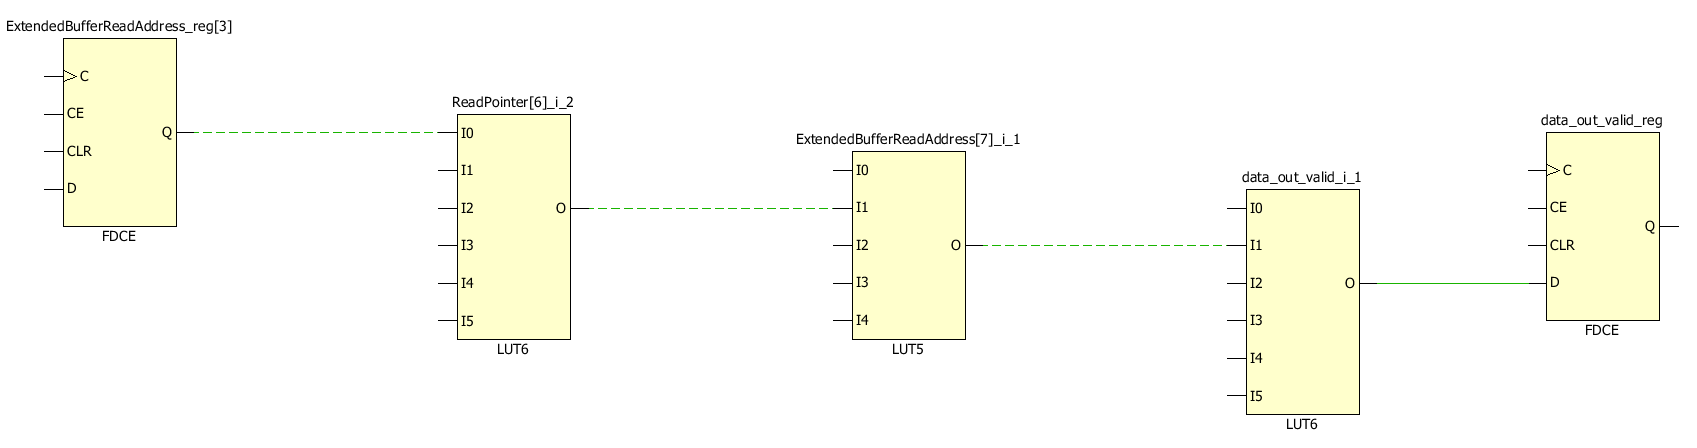 ExtendedBufferReadAddress_reg[3]
C
CE
CLR
D
Q
FDCE
ReadPointer[6]_i_2
I0
I1
I2
I3
I4
I5
O
LUT6
ExtendedBufferReadAddress[7]_i_1
I0
I1
I2
I3
I4
O
LUT5
data_out_valid_i_1
I0
I1
I2
I3
I4
I5
O
LUT6
data_out_valid_reg
C
CE
CLR
D
Q
FDCE